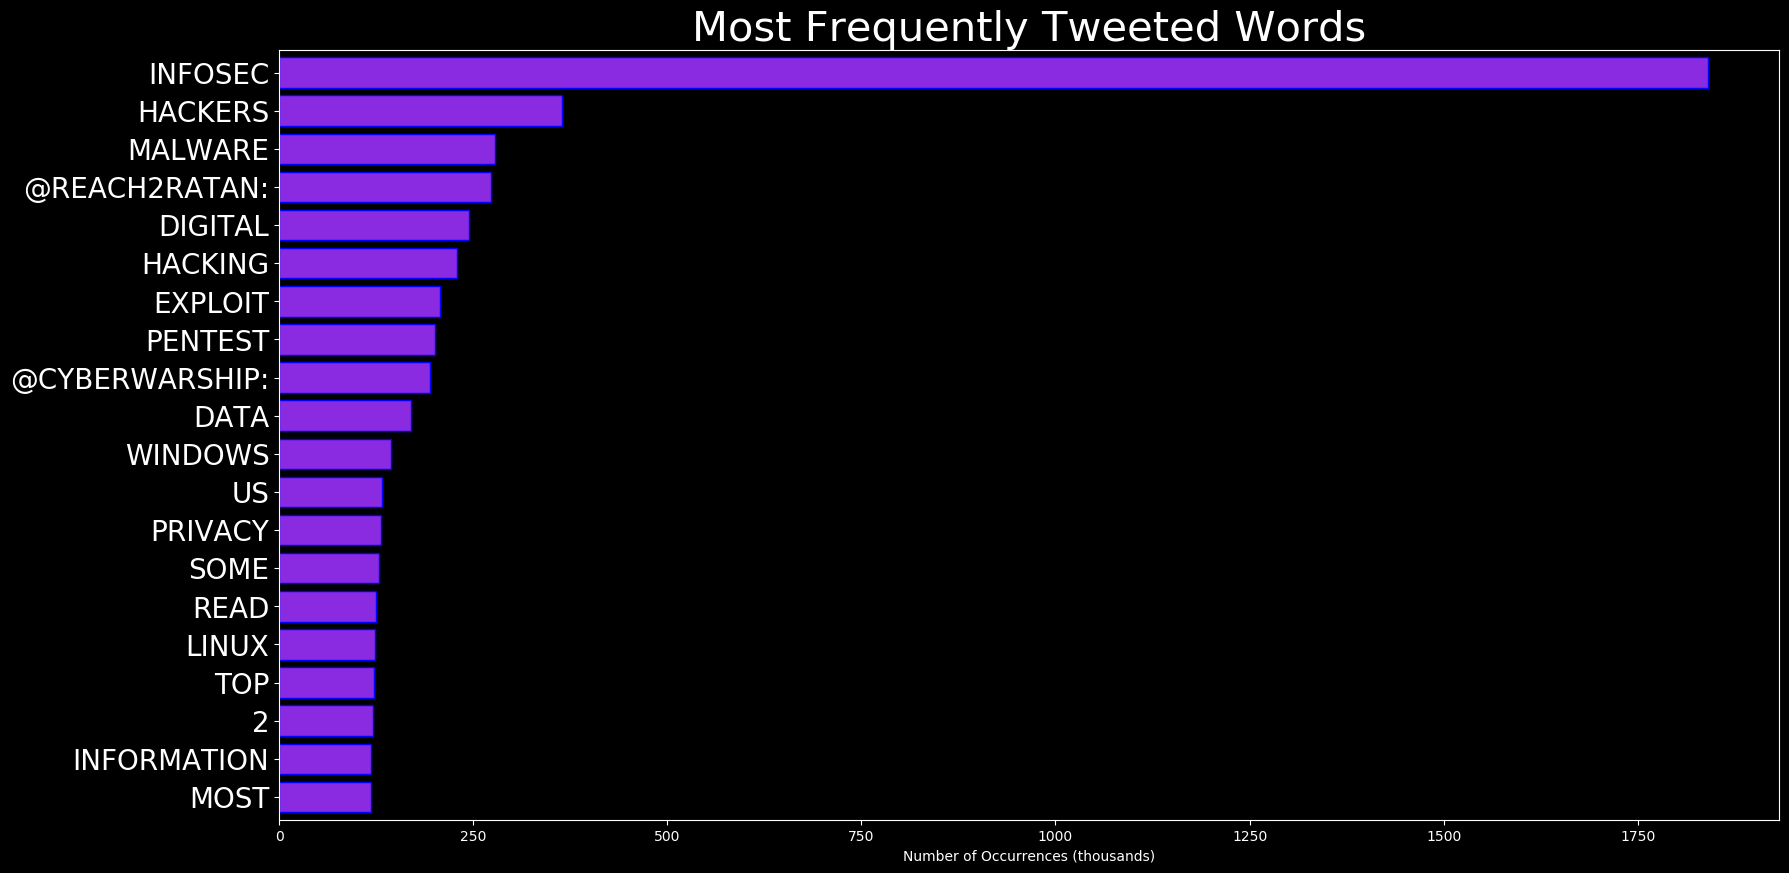 Most Frequently Tweeted Words
INFOSEC
HACKERS
MALWARE
@REACH2RATAN:
DIGITAL
HACKING
EXPLOIT
PENTEST
@CYBERWARSHIP:
DATA
WINDOWS
US
PRIVACY
SOME
READ
LINUX
TOP
2
INFORMATION
MOST
0 250 500 750 1000 1250 1500 1750
Number of Occurrences (thousands)